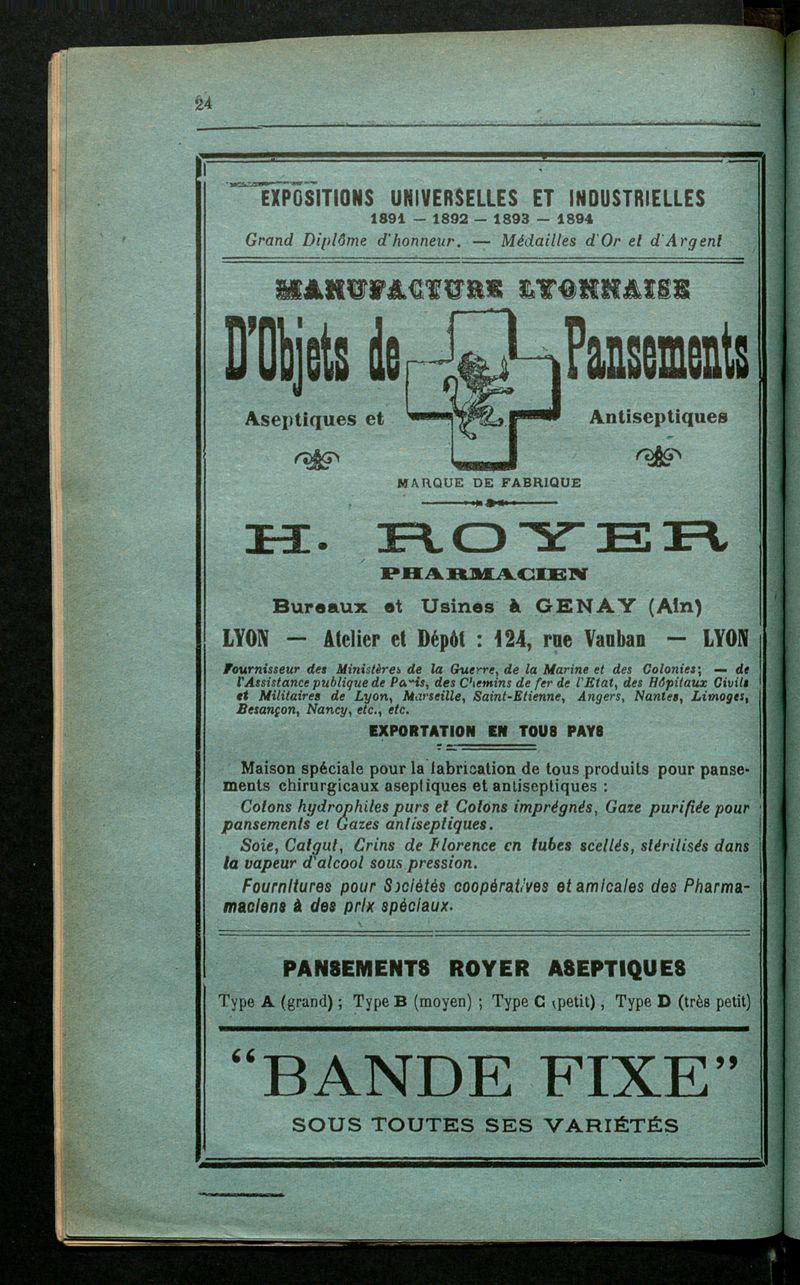 24
EXPOSITIONS UNIVERSELLES ET INDUSTRIELLES
1891 — 1892 — 1893 — 1894
Grand Diplôme d'honneur. — Médailles d'Or et d'Argent
MANUFACTURE LYONNAISE
D'Objets de Pansements
Aseptiques et Antiseptiques
MARQUE DE FABRIQUE
H. ROYER
PHARMACIEN
Bureaux et Usines à GENAY (Ain)
LYON — Atelier et Dépôt : 124, rue Vauban — LYON
Fournisseur des Ministères de la Guerre, de la Marine et des Colonies; — de
l'Assistance publique de Paris, des Chemins de fer de l'Etat, des Hôpitaux Civils
et Militaires de Lyon, Marseille, Saint-Etienne, Angers, Nantes, Limoges,
Besançon, Nancy, etc., etc.
EXPORTATION EN TOUS PAYS
Maison spéciale pour la fabrication de tous produits pour panse-
ments chirurgicaux aseptiques et antiseptiques :
Cotons hydrophiles purs et Cotons imprégnés, Gaze purifiée pour
pansements et Gazes antiseptiques.
Soie, Catgut, Crins de Florence en tubes scellés, stérilisés dans
la vapeur d'alcool sous pression.
Fournitures pour Sociétés coopératives et amicales des Pharma-
maciens à des prix spéciaux.
PANSEMENTS ROYER ASEPTIQUES
Type A (grand) ; Type B (moyen) ; Type C (petit), Type D (très petit)
“BANDE FIXE”
SOUS TOUTES SES VARIÉTÉS